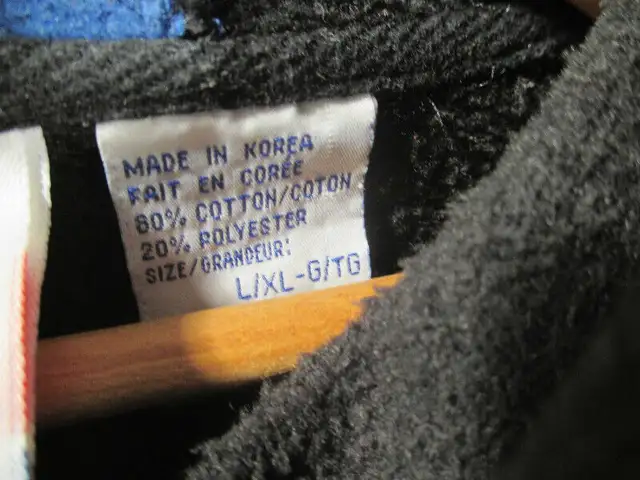 MADE IN KOREA
FAIT EN CORÉE
80% COTTON/COTON
20% POLYESTER
SIZE/GRANDEUR:
L/XL-G/TG